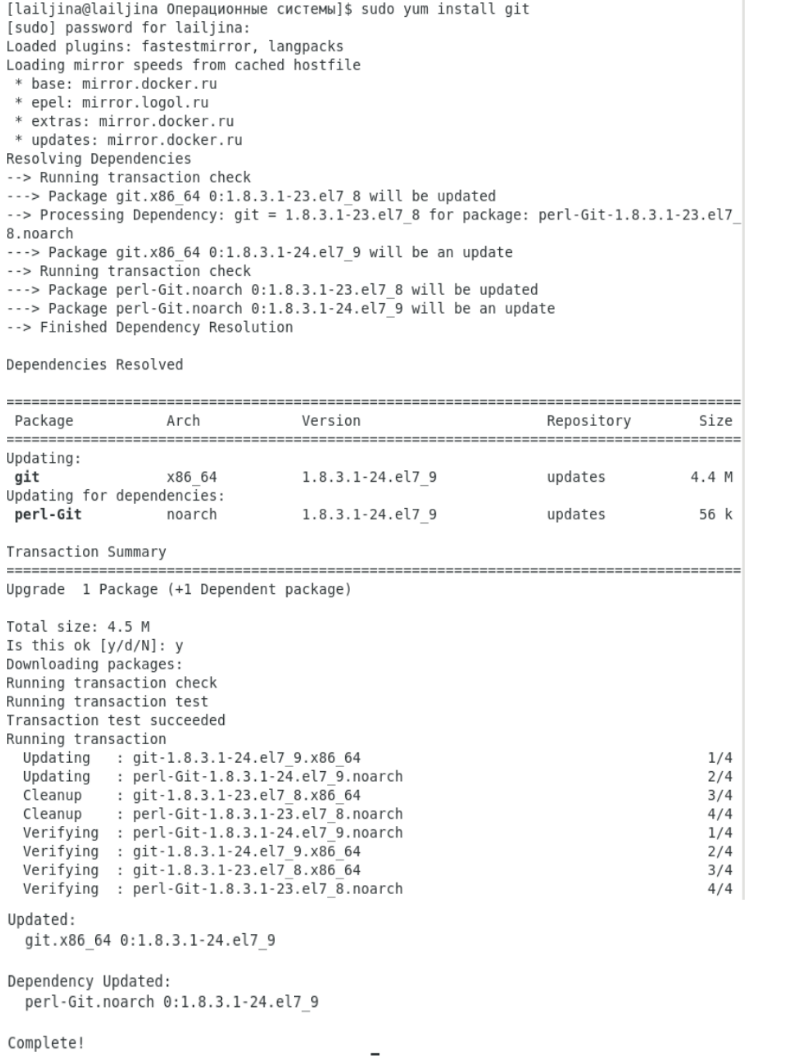 [lailjina@lailjina Операционные системы]$ sudo yum install git
[sudo] password for lailjina:
Loaded plugins: fastestmirror, langpacks
Loading mirror speeds from cached hostfile
 * base: mirror.docker.ru
 * epel: mirror.logol.ru
 * extras: mirror.docker.ru
 * updates: mirror.docker.ru
Resolving Dependencies
--> Running transaction check
---> Package git.x86_64 0:1.8.3.1-23.el7_8 will be updated
--> Processing Dependency: git = 1.8.3.1-23.el7_8 for package: perl-Git-1.8.3.1-23.el7_
8.noarch
---> Package git.x86_64 0:1.8.3.1-24.el7_9 will be an update
--> Running transaction check
---> Package perl-Git.noarch 0:1.8.3.1-23.el7_8 will be updated
---> Package perl-Git.noarch 0:1.8.3.1-24.el7_9 will be an update
--> Finished Dependency Resolution

Dependencies Resolved

========================================================================================
 Package           Arch            Version                      Repository        Size
========================================================================================
Updating:
 git               x86_64          1.8.3.1-24.el7_9             updates          4.4 M
Updating for dependencies:
 perl-Git          noarch          1.8.3.1-24.el7_9             updates           56 k

Transaction Summary
========================================================================================
Upgrade  1 Package (+1 Dependent package)

Total size: 4.5 M
Is this ok [y/d/N]: y
Downloading packages:
Running transaction check
Running transaction test
Transaction test succeeded
Running transaction
  Updating   : git-1.8.3.1-24.el7_9.x86_64                                         1/4
  Updating   : perl-Git-1.8.3.1-24.el7_9.noarch                                    2/4
  Cleanup    : git-1.8.3.1-23.el7_8.x86_64                                         3/4
  Cleanup    : perl-Git-1.8.3.1-23.el7_8.noarch                                    4/4
  Verifying  : perl-Git-1.8.3.1-24.el7_9.noarch                                    1/4
  Verifying  : git-1.8.3.1-24.el7_9.x86_64                                         2/4
  Verifying  : git-1.8.3.1-23.el7_8.x86_64                                         3/4
  Verifying  : perl-Git-1.8.3.1-23.el7_8.noarch                                    4/4

Updated:
  git.x86_64 0:1.8.3.1-24.el7_9

Dependency Updated:
  perl-Git.noarch 0:1.8.3.1-24.el7_9

Complete!